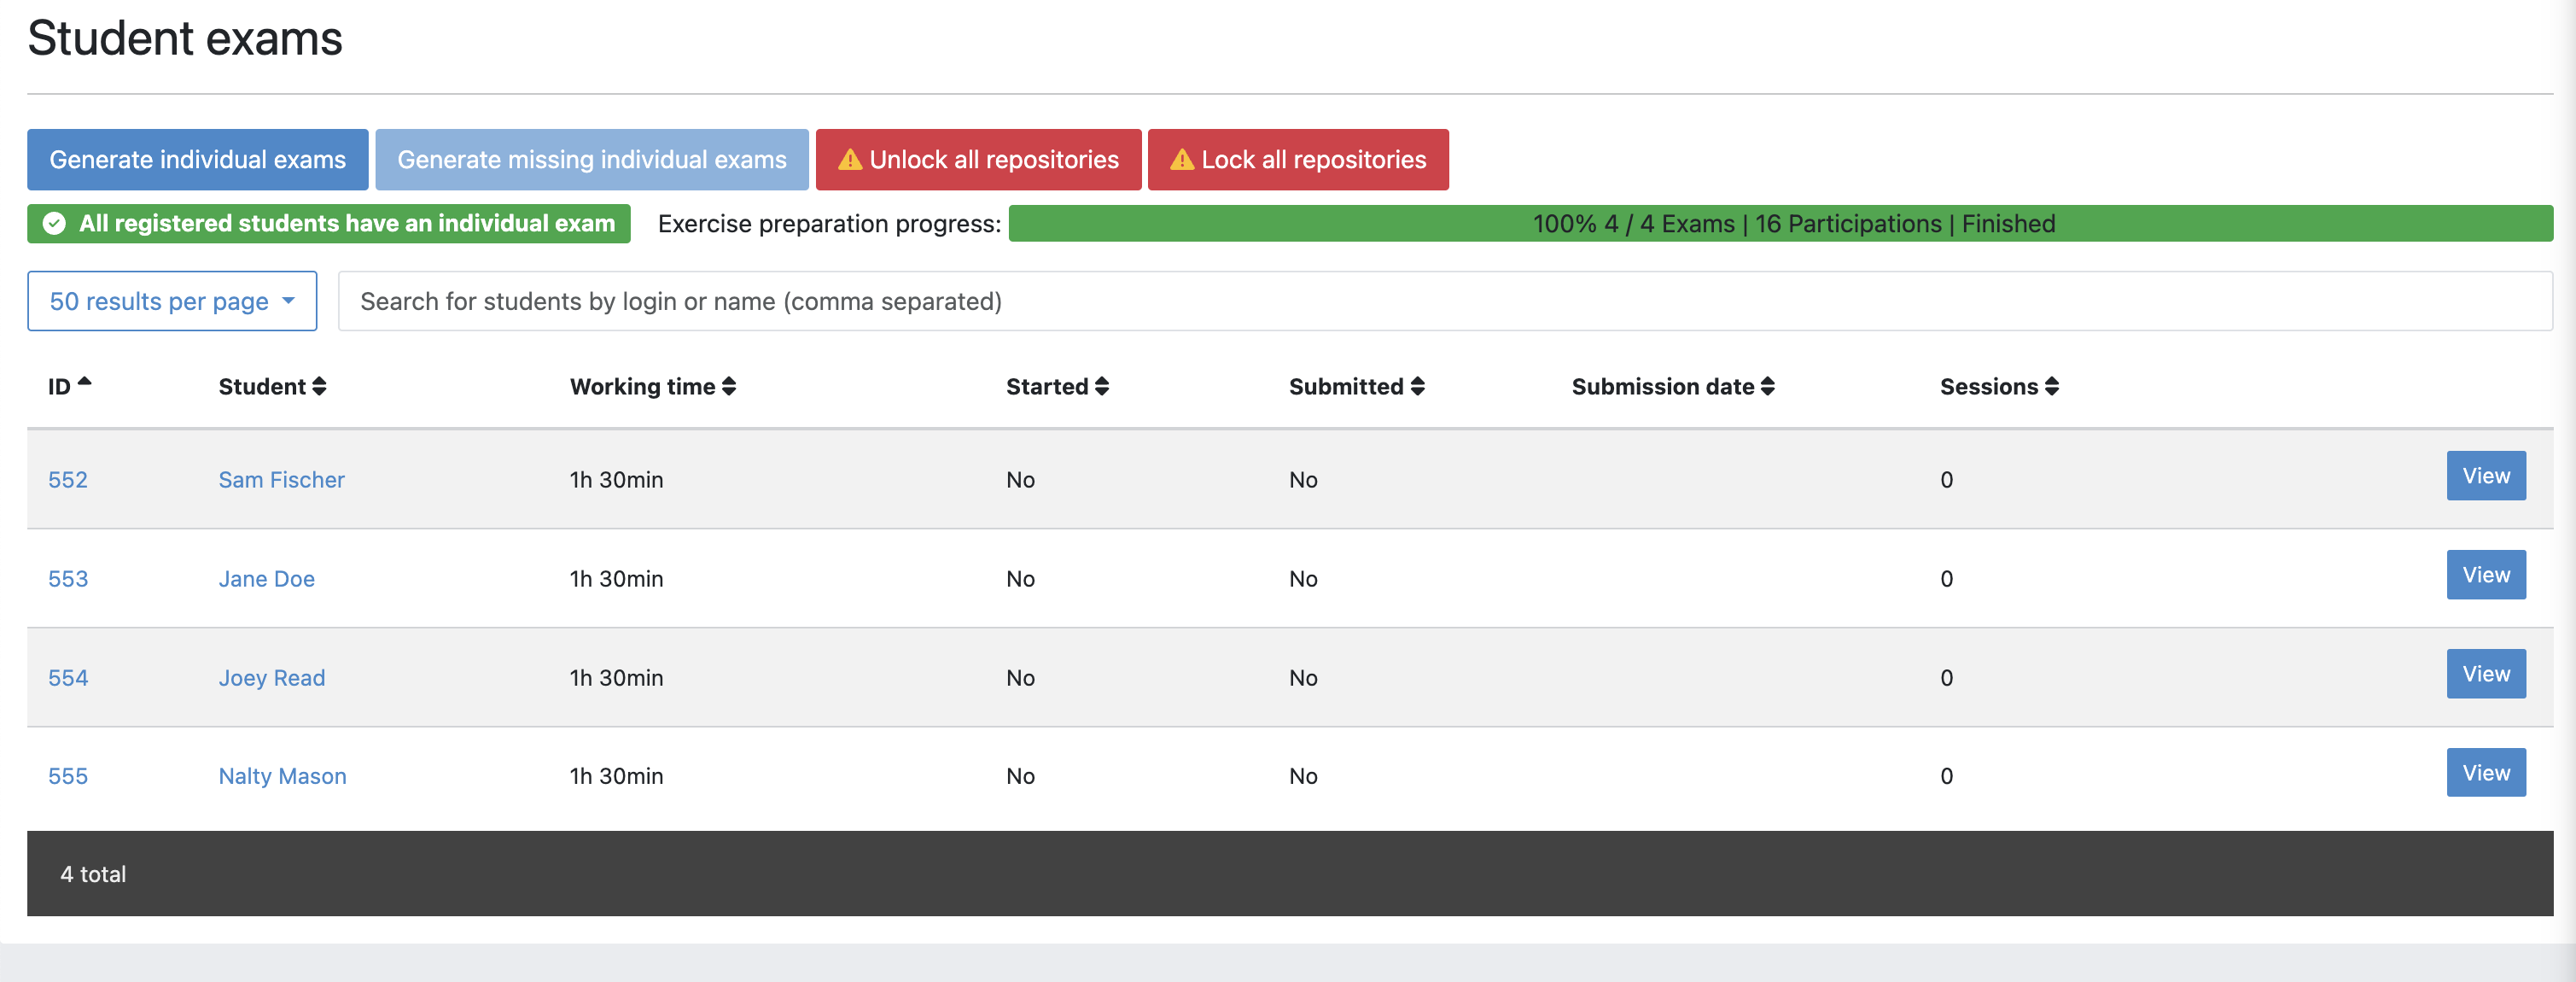 Student exams
Generate individual exams Generate missing individual exams Unlock all repositories Lock all repositories
All registered students have an individual exam Exercise preparation progress: 100% 4 / 4 Exams | 16 Participations | Finished
50 results per page Search for students by login or name (comma separated)
ID Student Working time Started Submitted Submission date Sessions
552 Sam Fischer 1h 30min No No 0 View
553 Jane Doe 1h 30min No No 0 View
554 Joey Read 1h 30min No No 0 View
555 Nalty Mason 1h 30min No No 0 View
4 total